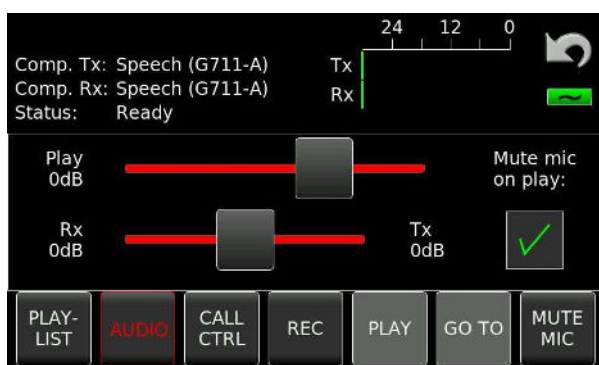 24 12 0
Comp. Tx: Speech (G711-A) Tx
Comp. Rx: Speech (G711-A) Rx
Status: Ready
Play
0dB
Mute mic
on play:
Rx
0dB
Tx
0dB
PLAY-
LIST
AUDIO
CALL
CTRL
REC
PLAY
GO TO
MUTE
MIC